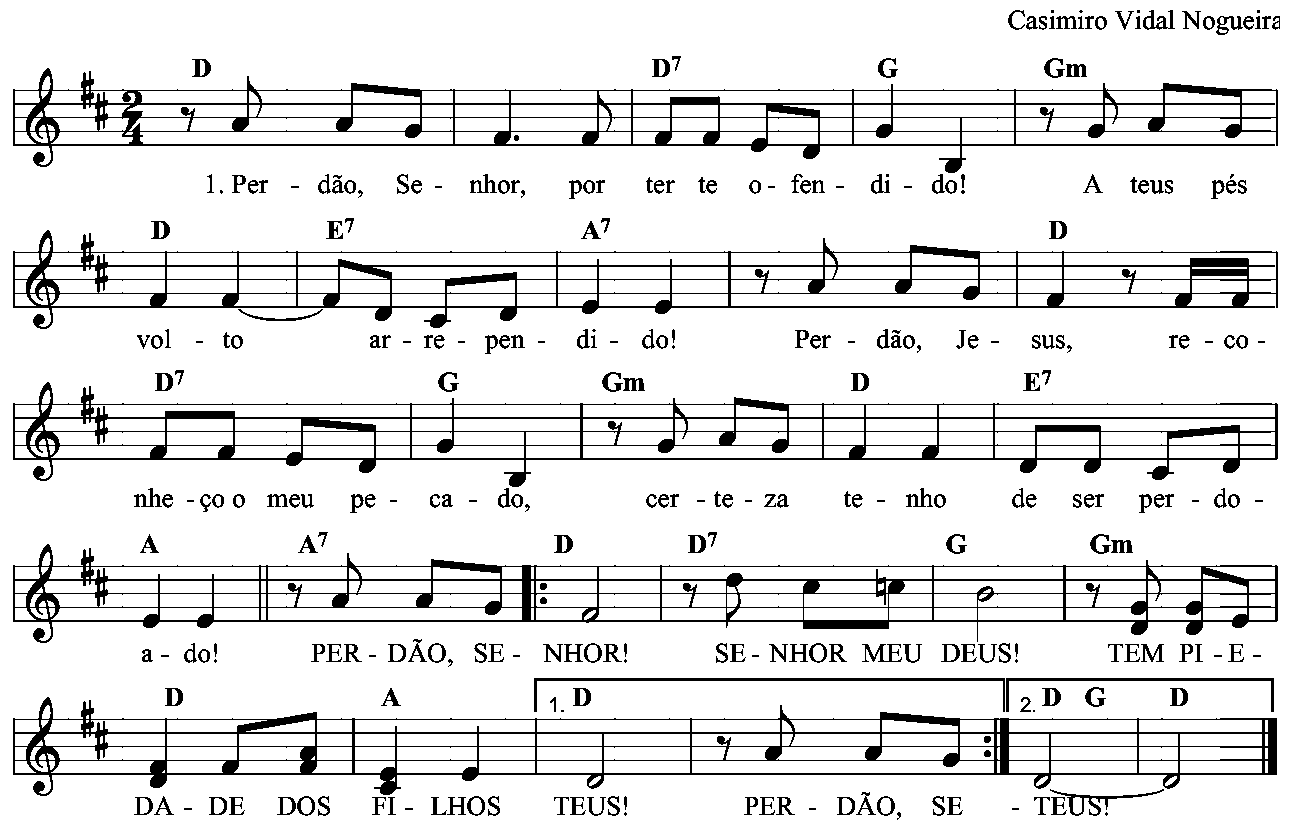 Casimiro Vidal Nogueira
D D7 G Gm
2/4
1. Per - dão, Se - nhor, por ter te o - fen - di - do! A teus pés
D E7 A7 D
vol - to ar - re - pen - di - do! Per - dão, Je - sus, re - co -
D7 G Gm D E7
nhe - ço o meu pe - ca - do, cer - te - za te - nho de ser per - do -
A A7 D D7 G Gm
a - do! PER - DÃO, SE - NHOR! SE - NHOR MEU DEUS! TEM PI - E -
D A 1. D 2. D G D
DA - DE DOS FI - LHOS TEUS! PER - DÃO, SE - TEUS!